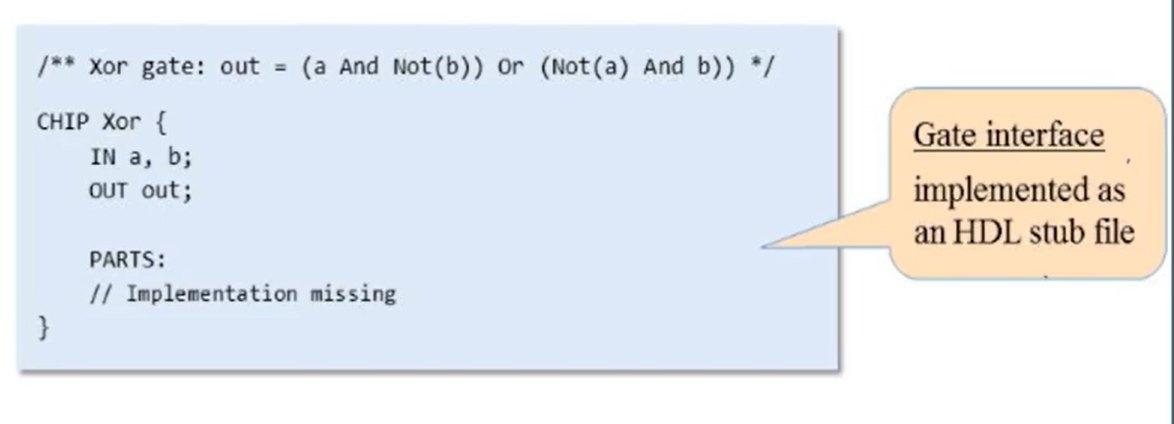 /** Xor gate: out = (a And Not(b)) Or (Not(a) And b)) */
CHIP Xor {
IN a, b;
OUT out;
PARTS:
// Implementation missing
}
Gate interface
implemented as
an HDL stub file